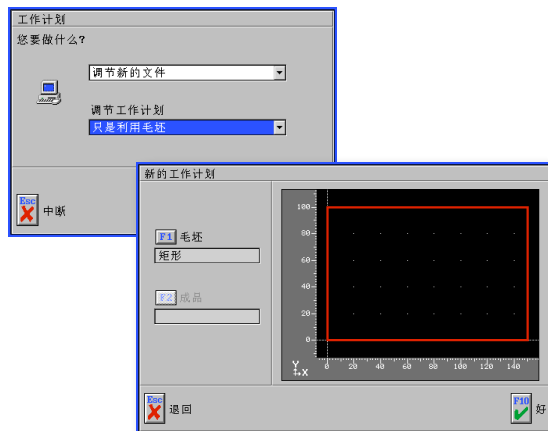 工作计划
您要做什么?
调节新的文件
调节工作计划
只是利用毛坯
Esc 中断
新的工作计划
F1 毛坯
矩形
F2 成品
100
80
60
40
20
0
0 20 40 60 80 100 120 140
Y
X
Esc 退回
F10 好